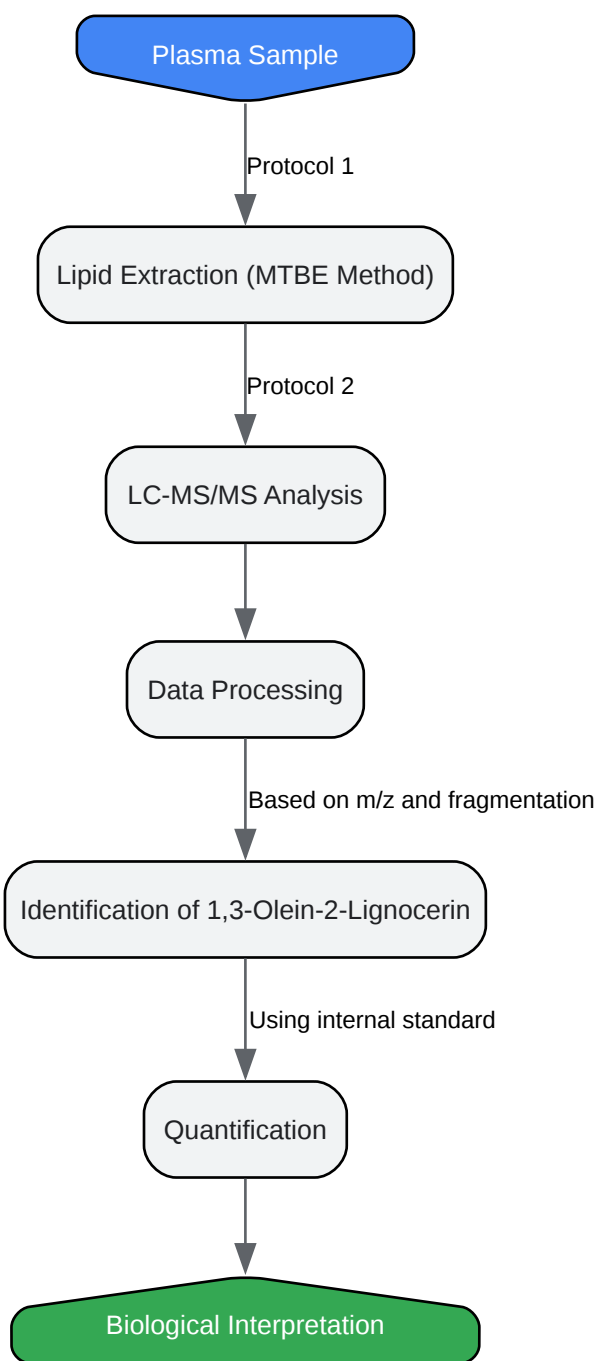 Plasma Sample
Protocol 1
Lipid Extraction (MTBE Method)
Protocol 2
LC-MS/MS Analysis
Data Processing
Based on m/z and fragmentation
Identification of 1,3-Olein-2-Lignocerin
Using internal standard
Quantification
Biological Interpretation